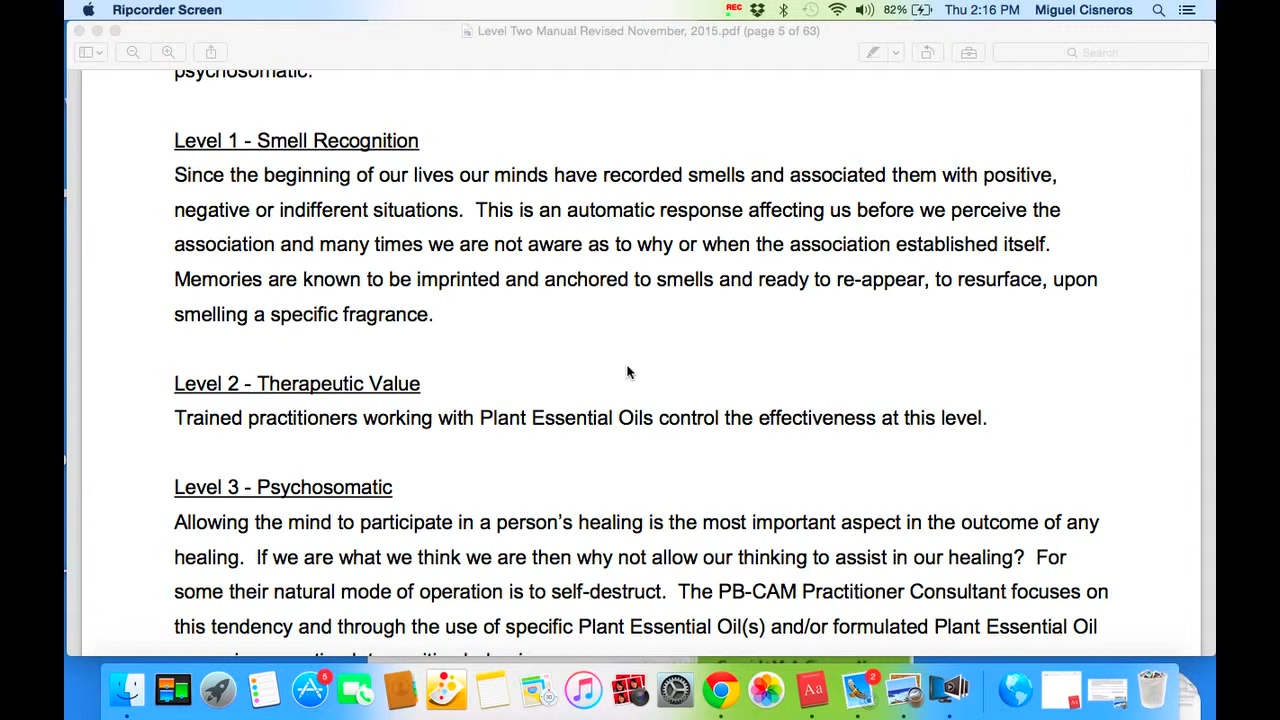 Ripcorder Screen
REC
82%
Thu 2:16 PM
Miguel Cisneros
Level Two Manual Revised November, 2015.pdf (page 5 of 63)
Search
psychosomatic.
Level 1 - Smell Recognition
Since the beginning of our lives our minds have recorded smells and associated them with positive,
negative or indifferent situations.  This is an automatic response affecting us before we perceive the
association and many times we are not aware as to why or when the association established itself.
Memories are known to be imprinted and anchored to smells and ready to re-appear, to resurface, upon
smelling a specific fragrance.
Level 2 - Therapeutic Value
Trained practitioners working with Plant Essential Oils control the effectiveness at this level.
Level 3 - Psychosomatic
Allowing the mind to participate in a person's healing is the most important aspect in the outcome of any
healing.  If we are what we think we are then why not allow our thinking to assist in our healing?  For
some their natural mode of operation is to self-destruct.  The PB-CAM Practitioner Consultant focuses on
this tendency and through the use of specific Plant Essential Oil(s) and/or formulated Plant Essential Oil
5
Aa
2